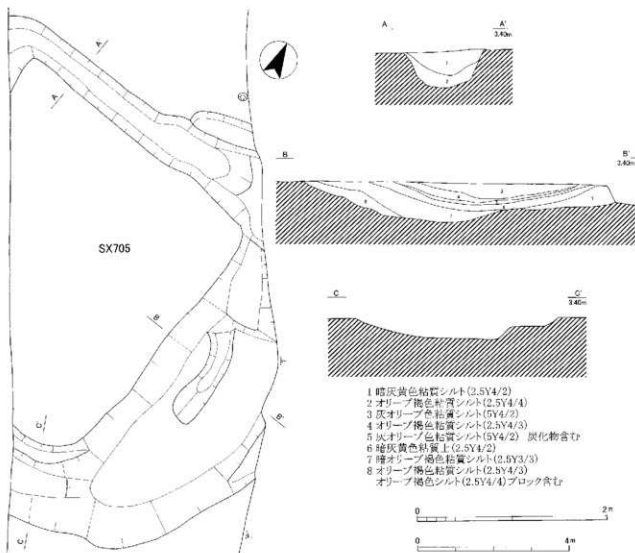 A A'
3.40m
1
2
B B'
3.40m
C C'
3.40m
SX705
A'
A
B
B'
C
C'
1 暗灰黄色粘質シルト(2.5Y4/2)
2 オリーブ褐色粘質シルト(2.5Y4/4)
3 灰オリーブ色粘質シルト(5Y4/2)
4 オリーブ褐色粘質シルト(2.5Y4/3)
5 灰オリーブ色粘質シルト(5Y4/2) 炭化物含む
6 暗灰黄色粘質土(2.5Y4/2)
7 暗オリーブ褐色粘質シルト(2.5Y3/3)
8 オリーブ褐色粘質シルト(2.5Y4/3)
オリーブ褐色シルト(2.5Y4/4)ブロック含む
0 2m
0 4m